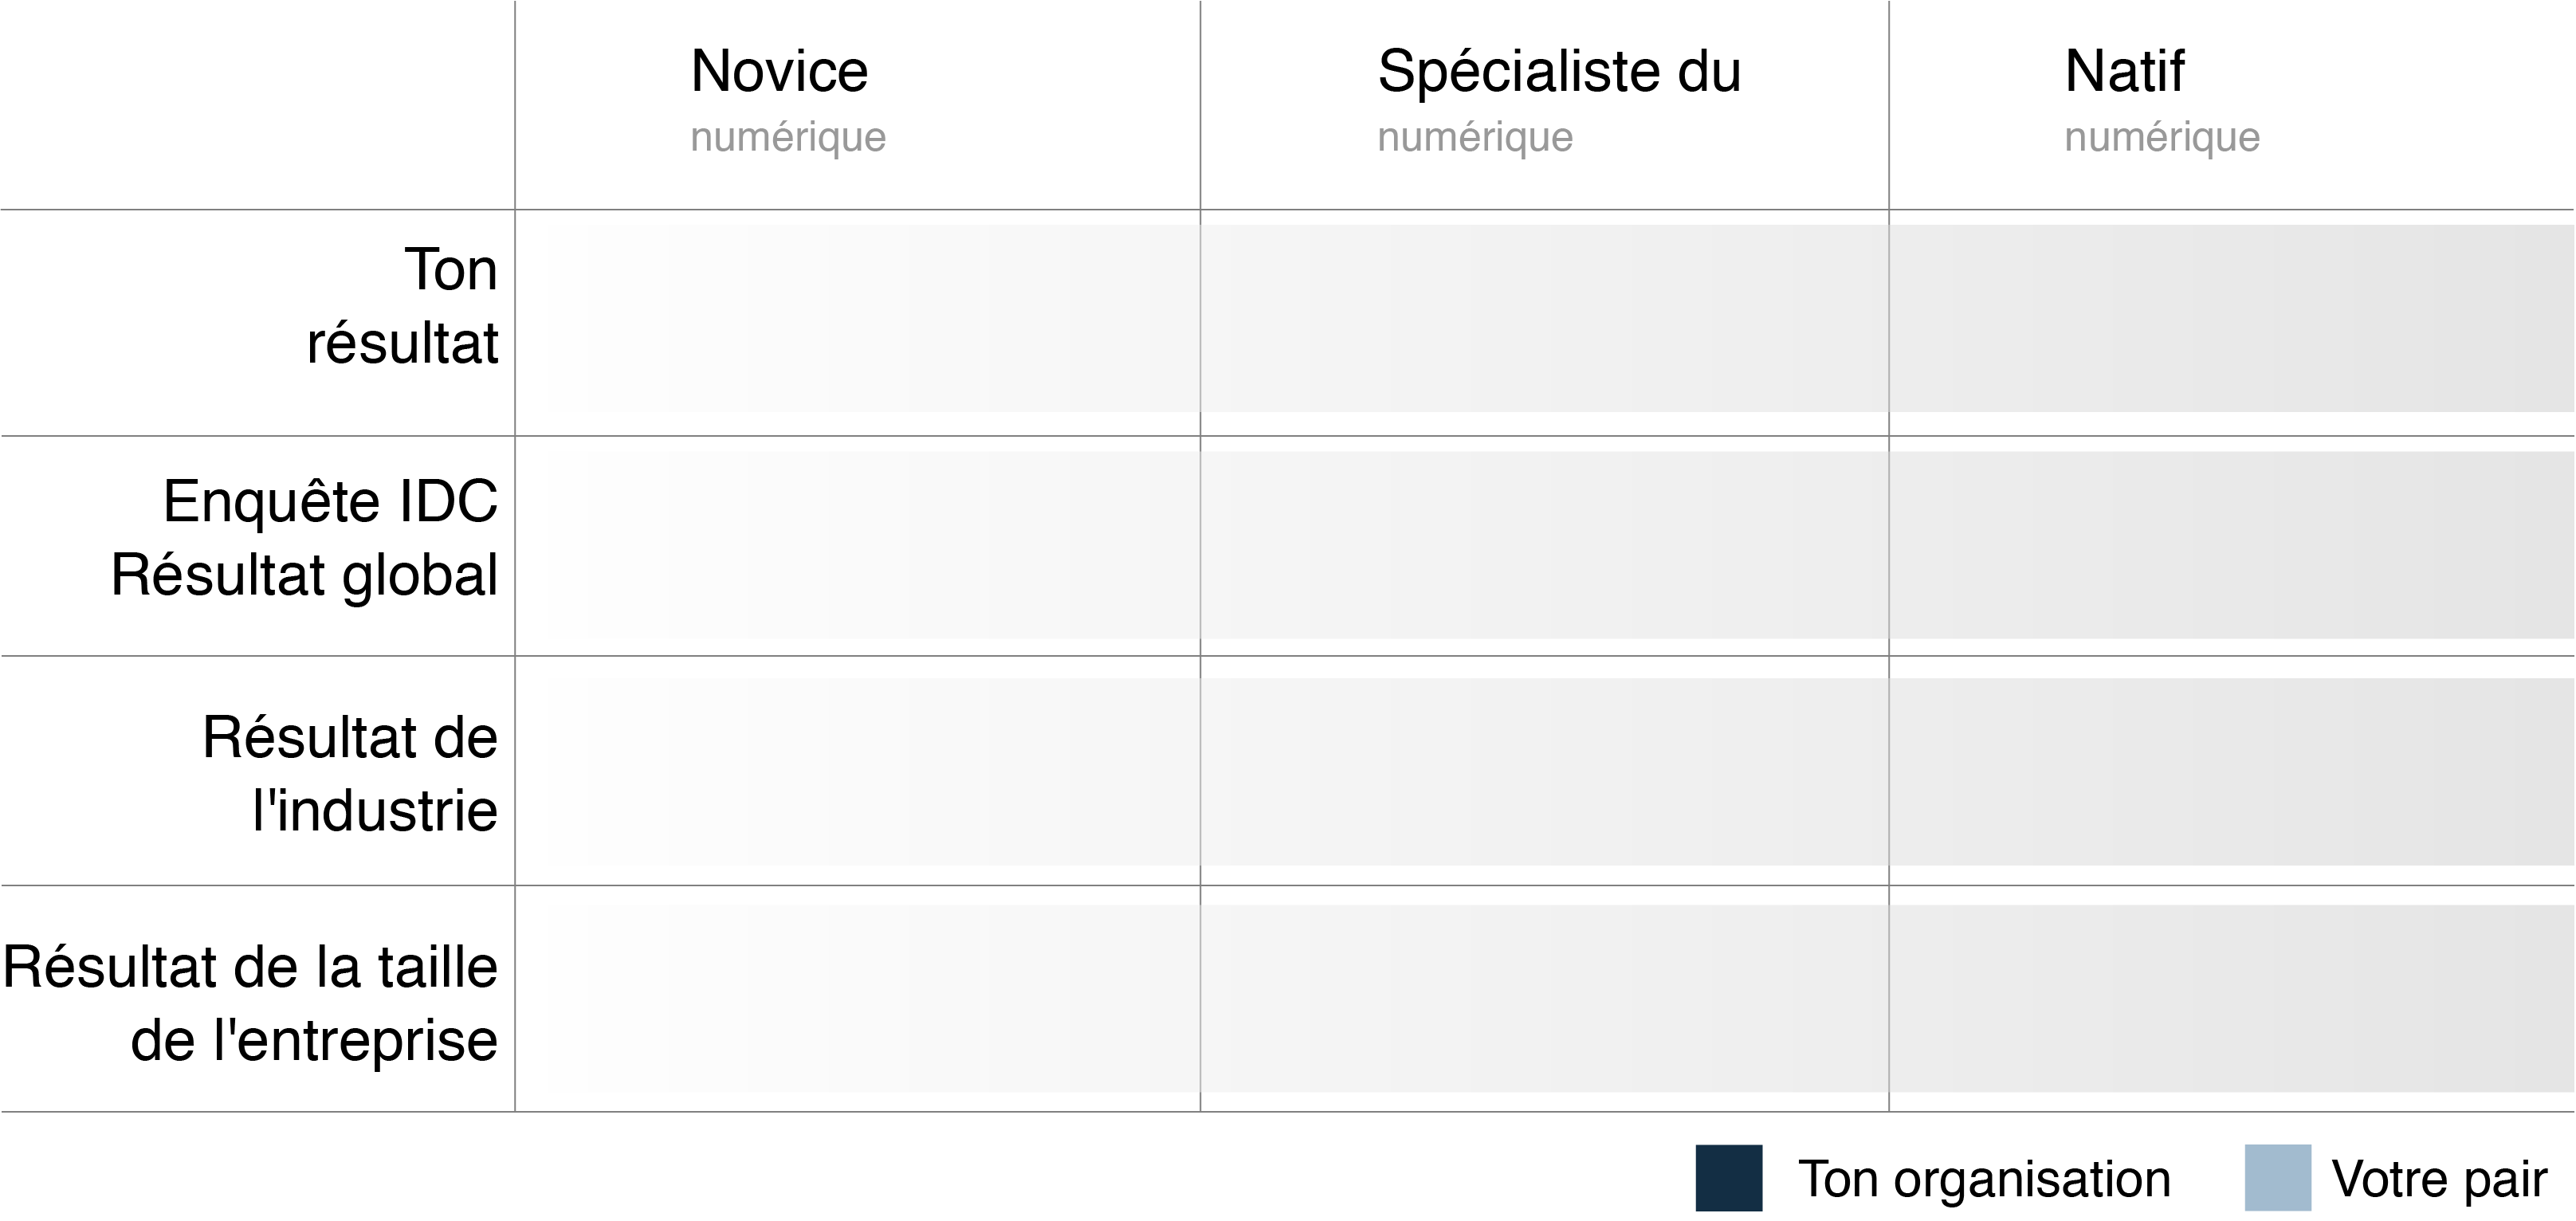 Novice
numérique
Spécialiste du
numérique
Natif
numérique
Ton
résultat
Enquête IDC
Résultat global
Résultat de
l'industrie
Résultat de la taille
de l'entreprise
Ton organisation
Votre pair